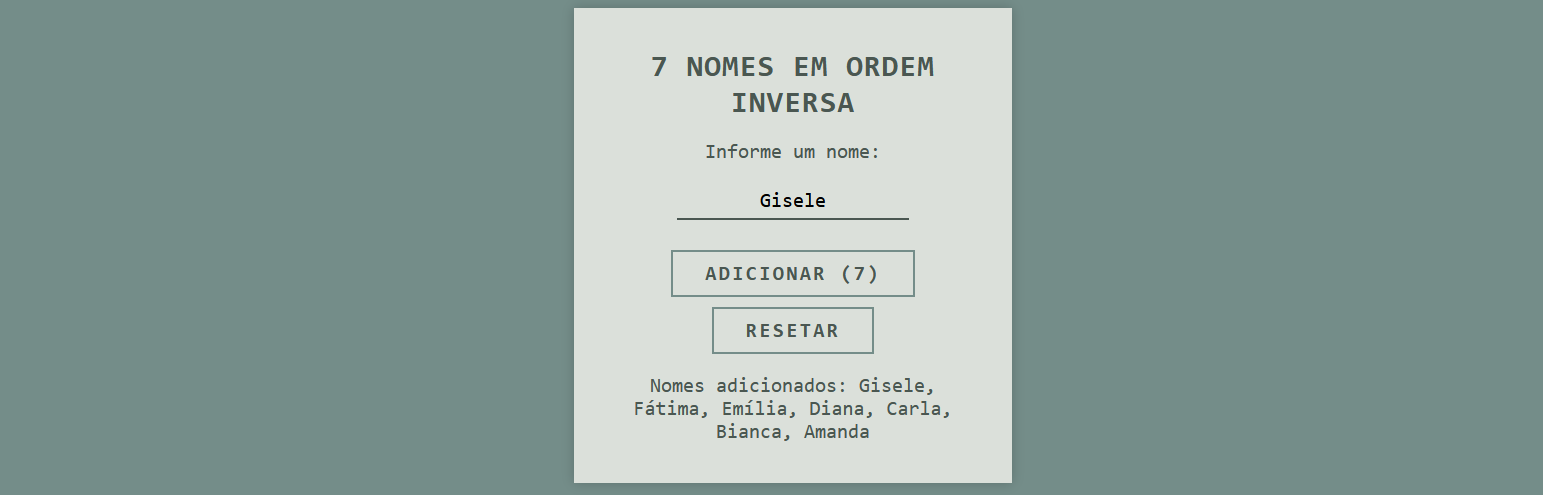 7 NOMES EM ORDEM
INVERSA
Informe um nome:
Gisele
ADICIONAR (7)
RESETAR
Nomes adicionados: Gisele,
Fátima, Emília, Diana, Carla,
Bianca, Amanda